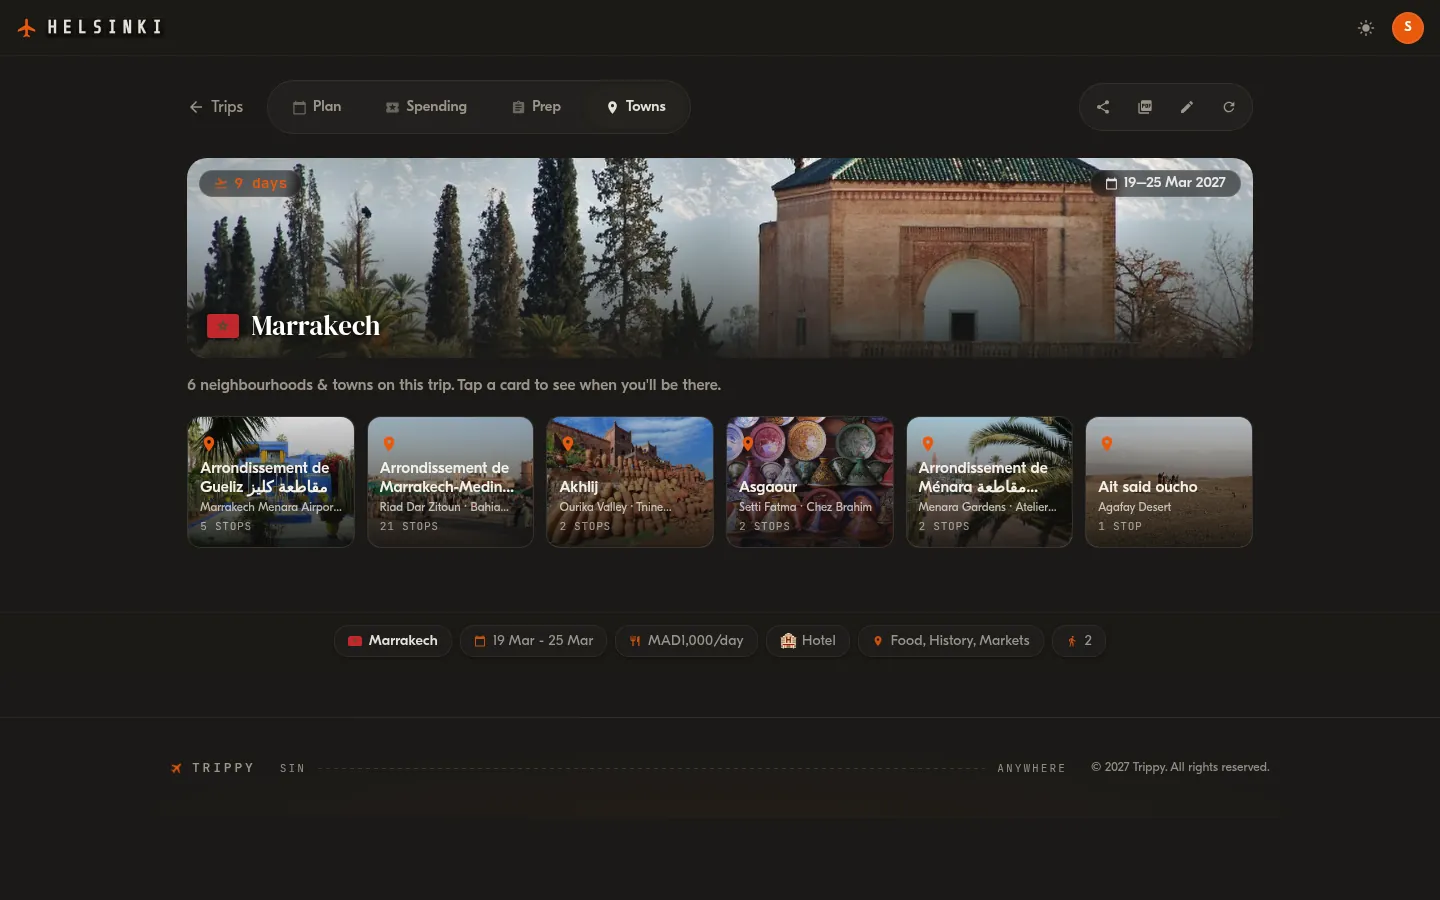 HELSINKI
S
Trips
Plan
Spending
Prep
Towns
9 days
19–25 Mar 2027
Marrakech
6 neighbourhoods & towns on this trip. Tap a card to see when you'll be there.
Arrondissement de
Gueliz مقاطعة كليز
Marrakech Menara Airpor...
5 STOPS
Arrondissement de
Marrakech-Medin...
Riad Dar Zitoun · Bahia...
21 STOPS
Akhlij
Ourika Valley · Tnine...
2 STOPS
Asgaour
Setti Fatma · Chez Brahim
2 STOPS
Arrondissement de
Ménara مقاطعة...
Menara Gardens · Atelier...
2 STOPS
Ait said oucho
Agafay Desert
1 STOP
Marrakech
19 Mar - 25 Mar
MAD1,000/day
Hotel
Food, History, Markets
2
TRIPPY
SIN
ANYWHERE
© 2027 Trippy. All rights reserved.